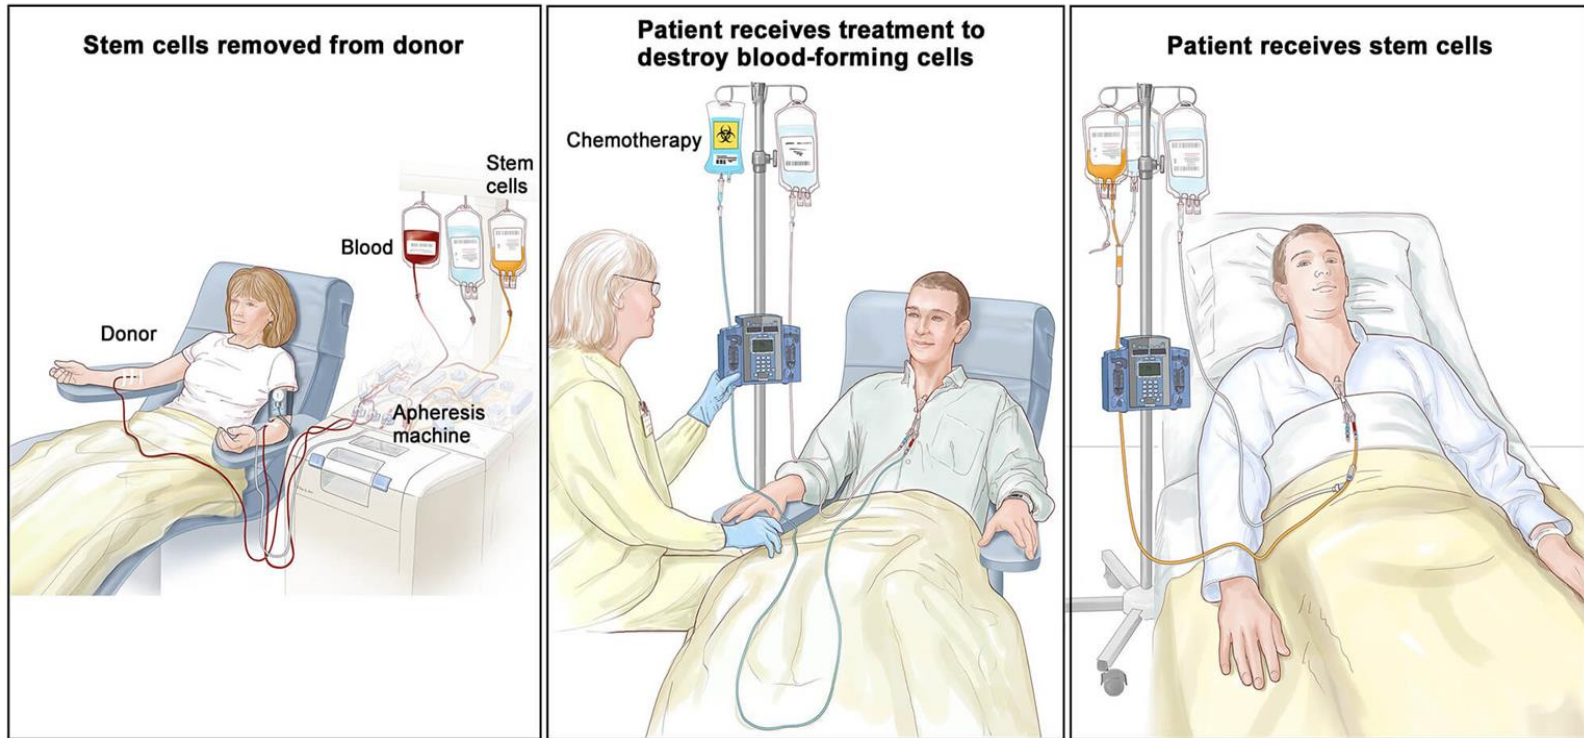 Stem cells removed from donor
Stem
cells
Blood
Donor
Apheresis
machine
Patient receives treatment to
destroy blood-forming cells
Chemotherapy
Patient receives stem cells